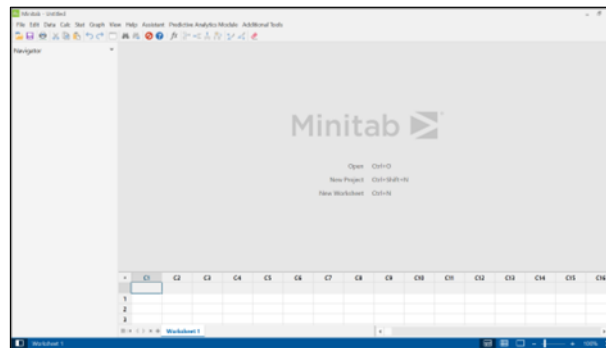 Minitab - Untitled
File Edit Data Calc Stat Graph View Help Assistant Predictive Analytics Module Additional Tools
Navigator
Minitab
Open Ctrl+O
New Project Ctrl+Shift+N
New Worksheet Ctrl+N
C1 C2 C3 C4 C5 C6 C7 C8 C9 C10 C11 C12 C13 C14 C15 C16
1
2
3
Worksheet 1
Worksheet 1
100%